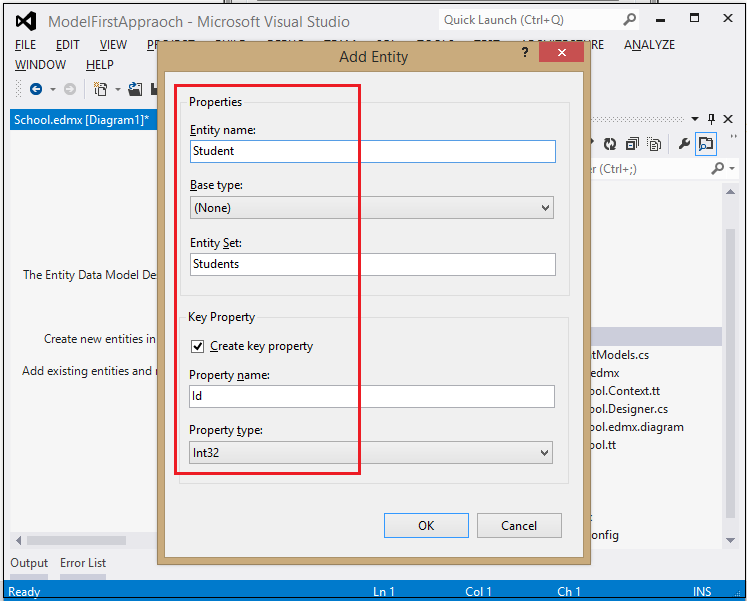 ModelFirstAppraoch - Microsoft Visual Studio
Quick Launch (Ctrl+Q)
FILE EDIT VIEW ANALYZE
WINDOW HELP
Add Entity
?
School.edmx [Diagram1]*
Properties
Entity name:
Student
Base type:
(None)
Entity Set:
Students
The Entity Data Model De
Create new entities in
Add existing entities and
Key Property
Create key property
Property name:
Id
Property type:
Int32
OK Cancel
r (Ctrl+;)
ntModels.cs
.edmx
ool.Context.tt
ool.Designer.cs
ool.edmx.diagram
ool.tt
onfig
Output Error List
Ready Ln 1 Col 1 Ch 1 INS